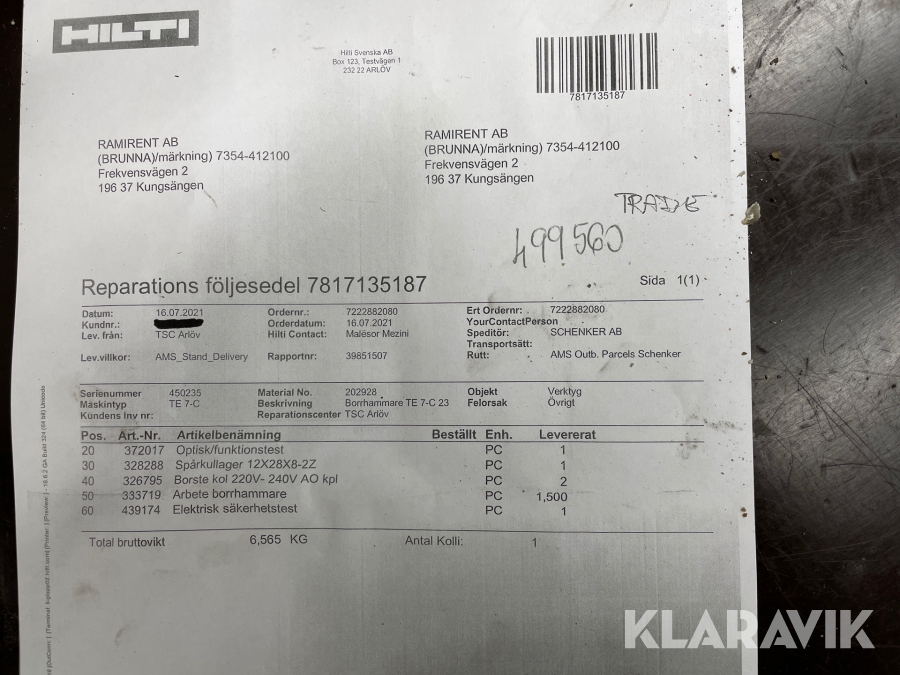 HILTI
Hilti Svenska AB
Box 123, Testvägen 1
232 22 ARLÖV
7817135187
RAMIRENT AB
(BRUNNA)/märkning) 7354-412100
Frekvensvägen 2
196 37 Kungsängen
RAMIRENT AB
(BRUNNA)/märkning) 7354-412100
Frekvensvägen 2
196 37 Kungsängen
TRADE
499560
Reparations följesedel 7817135187 Sida 1(1)
Datum: 16.07.2021 Ordernr.: 7222882080 Ert Ordernr: 7222882080
Kundnr.: Orderdatum: 16.07.2021 YourContactPerson
Lev. från: TSC Arlöv Hilti Contact: Malësor Mezini Speditör: SCHENKER AB
Transportsätt:
Lev.villkor: AMS_Stand_Delivery Rapportnr: 39851507 Rutt: AMS Outb. Parcels Schenker
Serienummer 450235 Material No. 202928 Objekt Verktyg
Maskintyp TE 7-C Beskrivning Borrhammare TE 7-C 23 Felorsak Övrigt
Kundens Inv nr: Reparationscenter TSC Arlöv
Pos. Art.-Nr. Artikelbenämning Beställt Enh. Levererat
20 372017 Optisk/funktionstest PC 1
30 328288 Spårkullager 12X28X8-2Z PC 1
40 326795 Borste kol 220V- 240V AO kpl PC 2
50 333719 Arbete borrhammare PC 1,500
60 439174 Elektrisk säkerhetstest PC 1
Total bruttovikt 6,565 KG Antal Kolli: 1
KLARAVIK